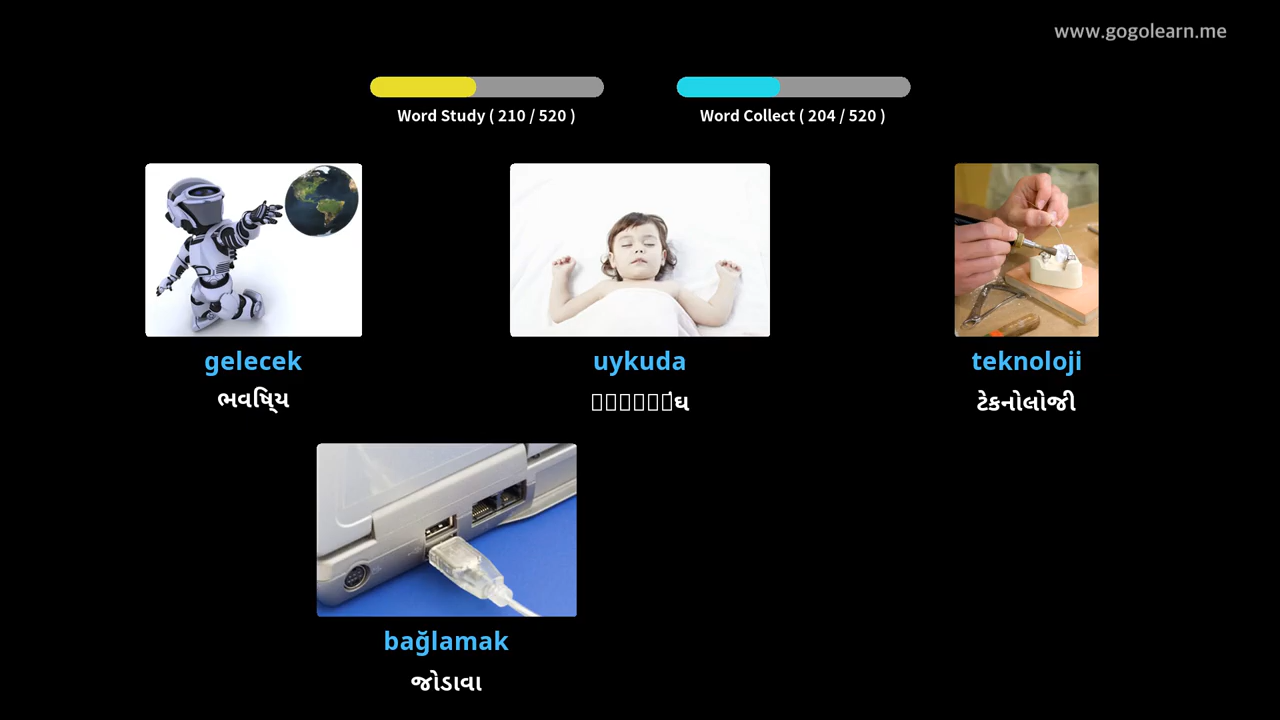 www.gogolearn.me
Word Study ( 210 / 520 )
Word Collect ( 204 / 520 )
gelecek
ભવષ્યિ
uykuda
teknoloji
ટેકનોલોજી
bağlamak
જોડાવા